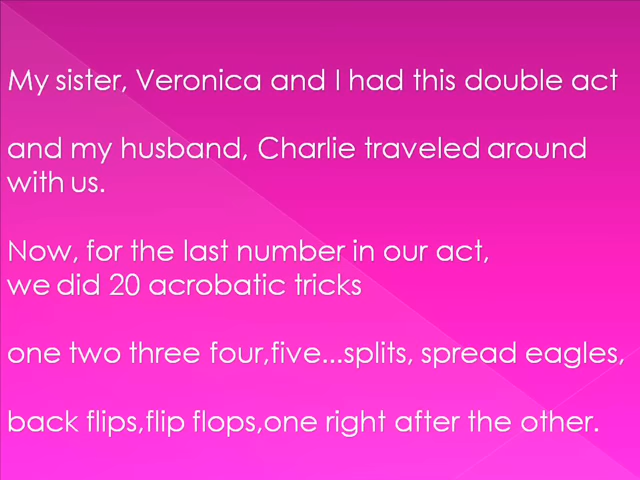 My sister, Veronica and I had this double act
and my husband, Charlie traveled around
with us.
Now, for the last number in our act,
we did 20 acrobatic tricks
one two three four,five...splits, spread eagles,
back flips,flip flops,one right after the other.